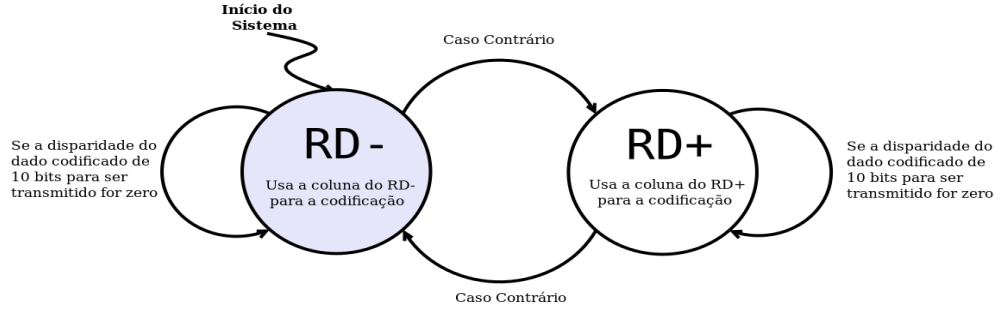 Início do
Sistema
Caso Contrário
Se a disparidade do
dado codificado de
10 bits para ser
transmitido for zero
RD-
Usa a coluna do RD-
para a codificação
RD+
Usa a coluna do RD+
para a codificação
Se a disparidade do
dado codificado de
10 bits para ser
transmitido for zero
Caso Contrário